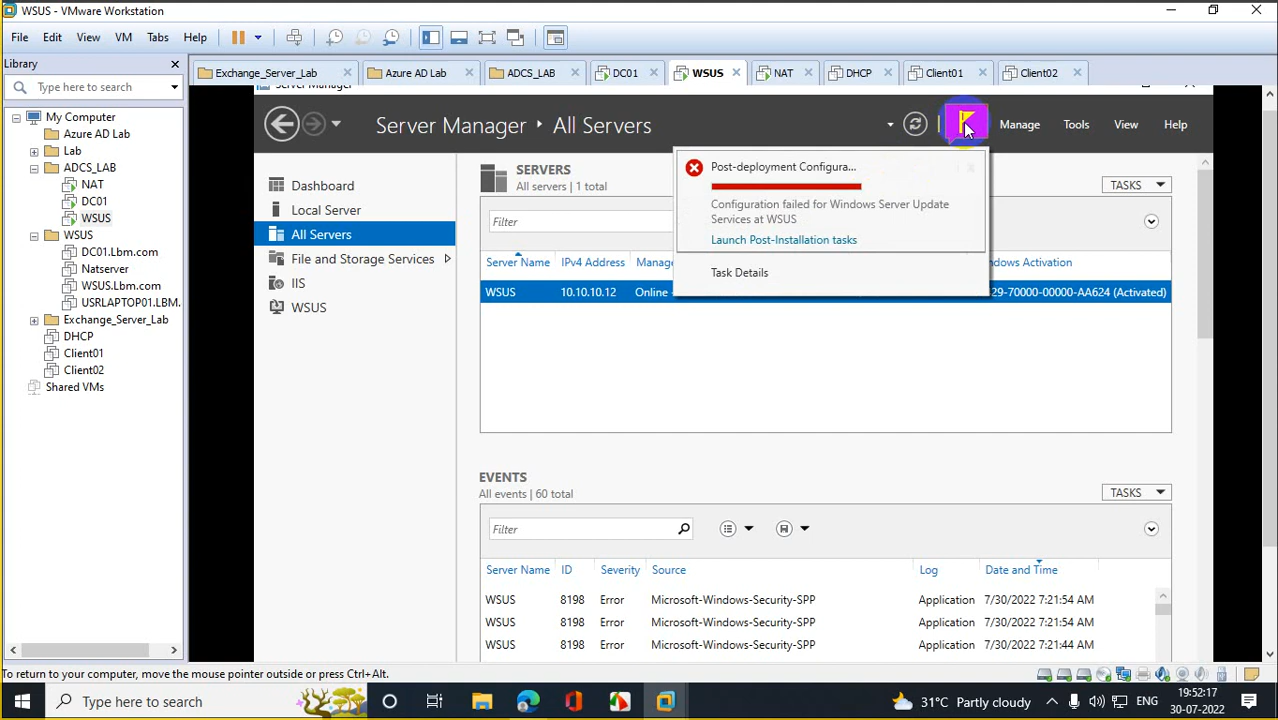 WSUS - VMware Workstation
File Edit View VM Tabs Help
Library
Type here to search
My Computer
Azure AD Lab
Lab
ADCS_LAB
NAT
DC01
WSUS
WSUS
DC01.Lbm.com
Natserver
WSUS.Lbm.com
USRLAPTOP01.LBM.
Exchange_Server_Lab
DHCP
Client01
Client02
Shared VMs
Exchange_Server_Lab Azure AD Lab ADCS_LAB DC01 WSUS NAT DHCP Client01 Client02
Server Manager
Server Manager All Servers
Manage Tools View Help
Dashboard
Local Server
All Servers
File and Storage Services
IIS
WSUS
SERVERS
All servers | 1 total
TASKS
Filter
Server Name IPv4 Address Manage ndows Activation
WSUS 10.10.10.12 Online - 29-70000-00000-AA624 (Activated)
Post-deployment Configura...
Configuration failed for Windows Server Update
Services at WSUS
Launch Post-Installation tasks
Task Details
EVENTS
All events | 60 total
TASKS
Filter
Server Name ID Severity Source Log Date and Time
WSUS 8198 Error Microsoft-Windows-Security-SPP Application 7/30/2022 7:21:54 AM
WSUS 8198 Error Microsoft-Windows-Security-SPP Application 7/30/2022 7:21:54 AM
WSUS 8198 Error Microsoft-Windows-Security-SPP Application 7/30/2022 7:21:44 AM
To return to your computer, move the mouse pointer outside or press Ctrl+Alt.
Type here to search
31°C Partly cloudy
ENG
19:52:17
30-07-2022